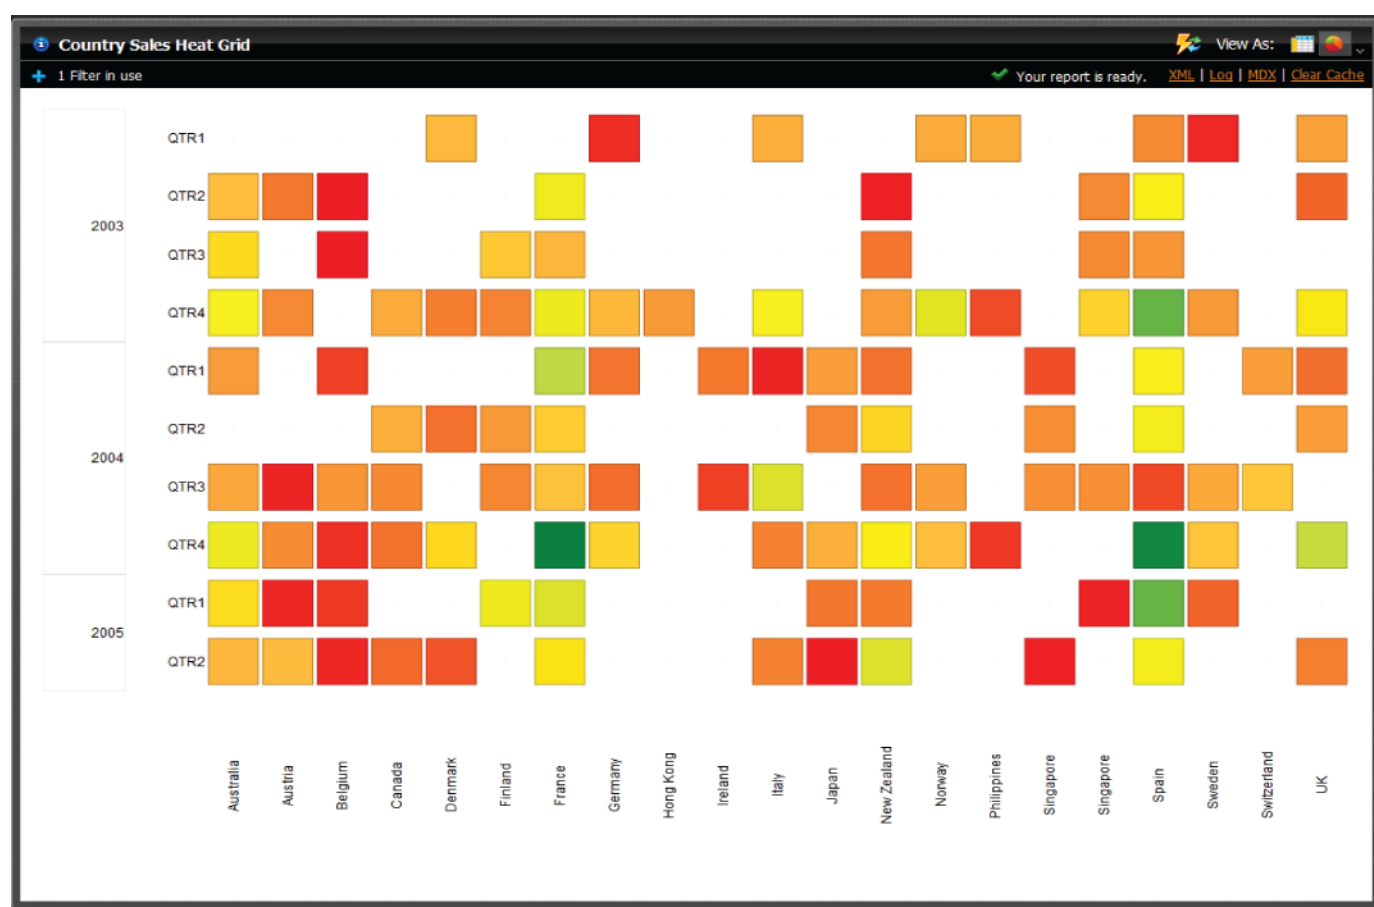 Country Sales Heat Grid
View As:
1 Filter in use
Your report is ready. XML | Log | MDX | Clear Cache
2003
QTR1
QTR2
QTR3
QTR4
2004
QTR1
QTR2
QTR3
QTR4
2005
QTR1
QTR2
Australia
Austria
Belgium
Canada
Denmark
Finland
France
Germany
Hong Kong
Ireland
Italy
Japan
New Zealand
Norway
Philippines
Singapore
Singapore
Spain
Sweden
Switzerland
UK